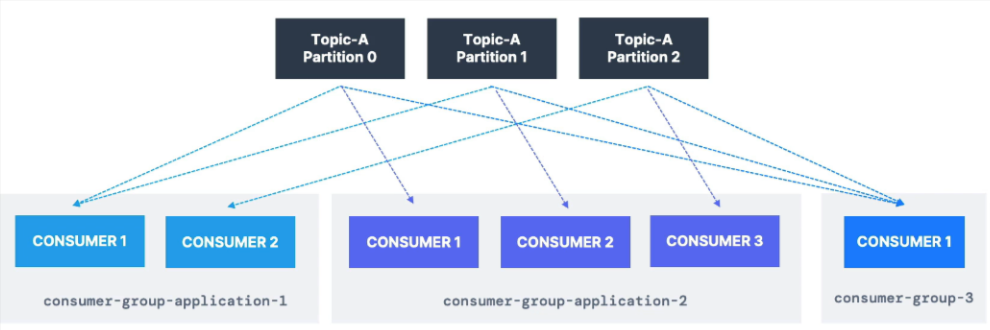 Topic-A
Partition 0
Topic-A
Partition 1
Topic-A
Partition 2
CONSUMER 1
CONSUMER 2
CONSUMER 1
CONSUMER 2
CONSUMER 3
CONSUMER 1
consumer-group-application-1
consumer-group-application-2
consumer-group-3